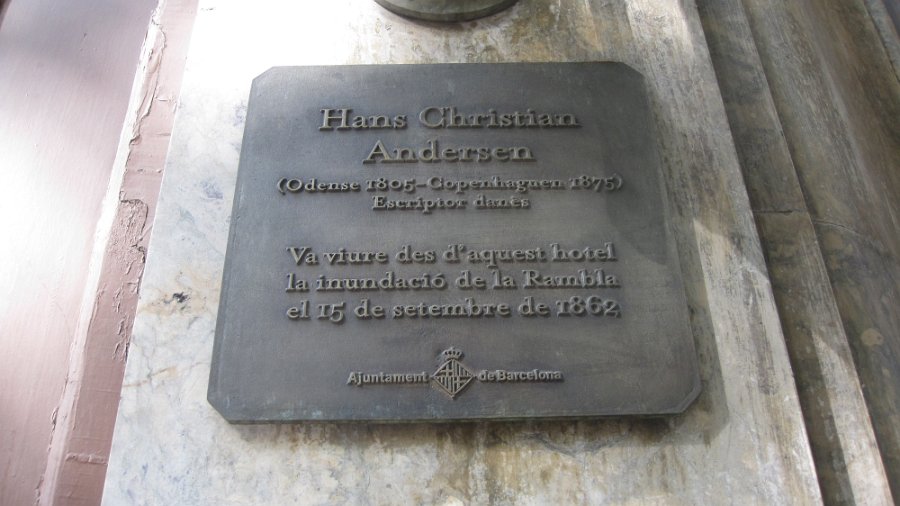 Hans Christian
Andersen
(Odense 1805-Copenhaguen 1875)
Escriptor danès
Va viure des d'aquest hotel
la inundació de la Rambla
el 15 de setembre de 1862
Ajuntament de Barcelona